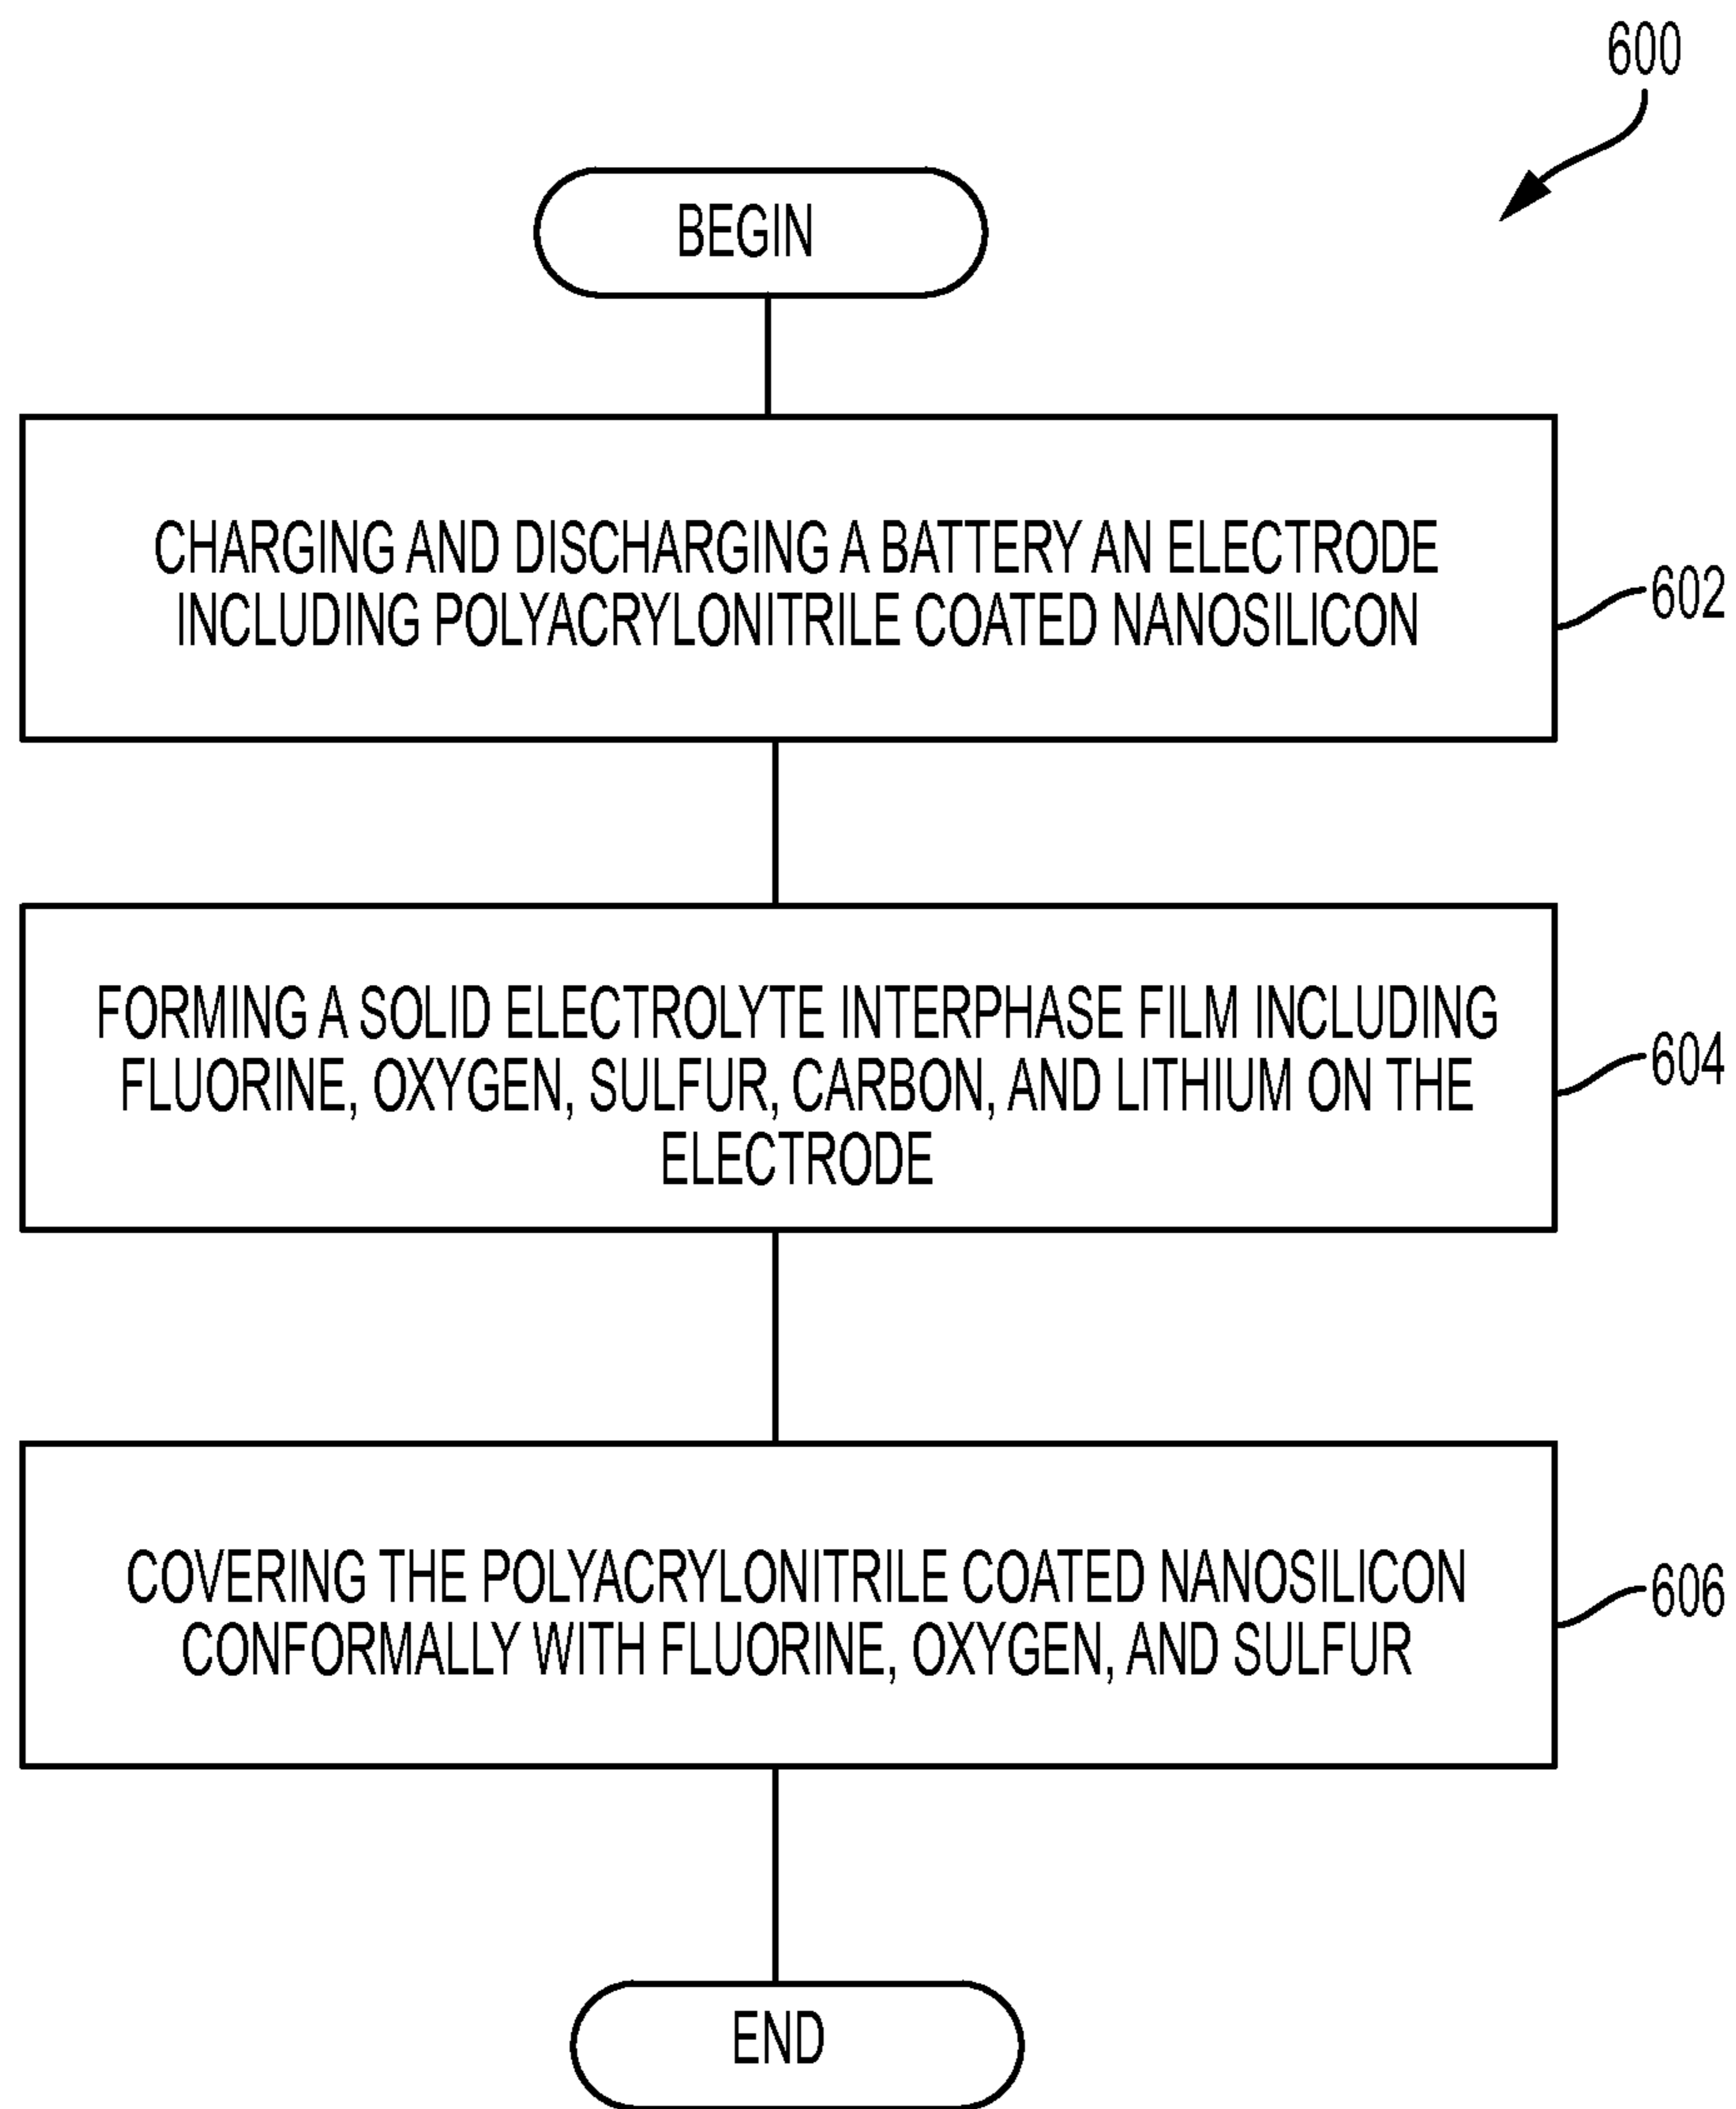 600
BEGIN
CHARGING AND DISCHARGING A BATTERY AN ELECTRODE
INCLUDING POLYACRYLONITRILE COATED NANOSILICON
602
FORMING A SOLID ELECTROLYTE INTERPHASE FILM INCLUDING
FLUORINE, OXYGEN, SULFUR, CARBON, AND LITHIUM ON THE
ELECTRODE
604
COVERING THE POLYACRYLONITRILE COATED NANOSILICON
CONFORMALLY WITH FLUORINE, OXYGEN, AND SULFUR
606
END